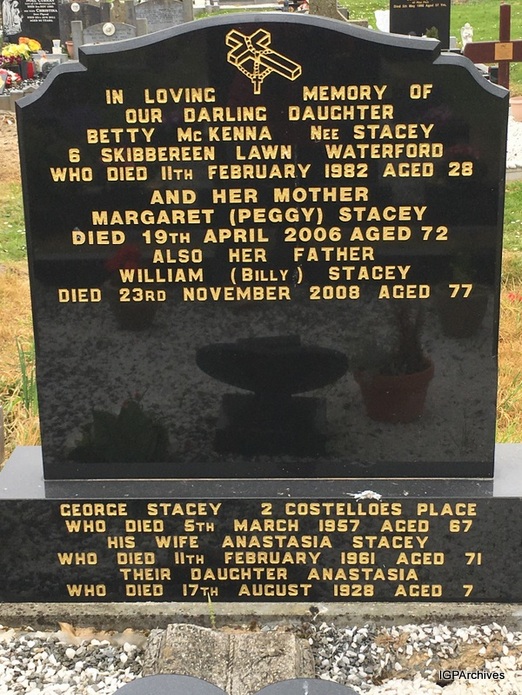 IN LOVING MEMORY OF
OUR DARLING DAUGHTER
BETTY McKENNA NEE STACEY
6 SKIBBEREEN LAWN WATERFORD
WHO DIED 11TH FEBRUARY 1982 AGED 28
AND HER MOTHER
MARGARET (PEGGY) STACEY
DIED 19TH APRIL 2006 AGED 72
ALSO HER FATHER
WILLIAM (BILLY) STACEY
DIED 23RD NOVEMBER 2008 AGED 77
GEORGE STACEY 2 COSTELLOES PLACE
WHO DIED 5TH MARCH 1957 AGED 67
HIS WIFE ANASTASIA STACEY
WHO DIED 11TH FEBRUARY 1961 AGED 71
THEIR DAUGHTER ANASTASIA
WHO DIED 17TH AUGUST 1928 AGED 7
IGPArchives